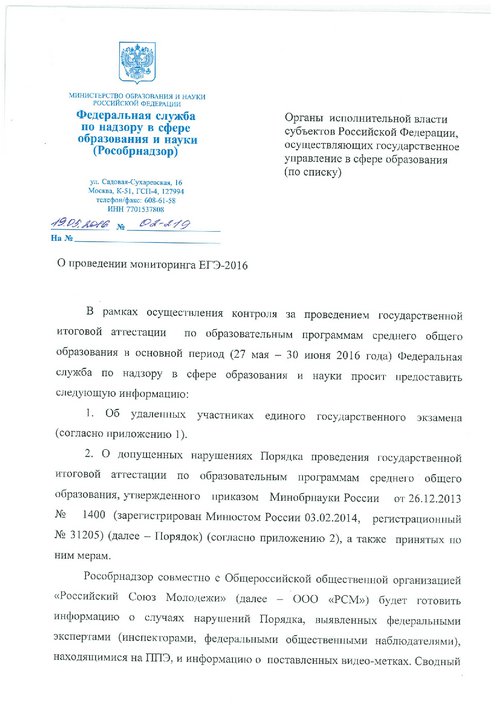 МИНИСТЕРСТВО ОБРАЗОВАНИЯ И НАУКИ
РОССИЙСКОЙ ФЕДЕРАЦИИ
Федеральная служба
по надзору в сфере
образования и науки
(Рособрнадзор)
ул. Садовая-Сухаревская, 16
Москва, К-51, ГСП-4, 127994
телефон/факс: 608-61-58
ИНН 7701537808
19.05.2016 № 02-219
На №
Органы исполнительной власти
субъектов Российской Федерации,
осуществляющих государственное
управление в сфере образования
(по списку)
О проведении мониторинга ЕГЭ-2016
В рамках осуществления контроля за проведением государственной
итоговой аттестации по образовательным программам среднего общего
образования в основной период (27 мая – 30 июня 2016 года) Федеральная
служба по надзору в сфере образования и науки просит предоставить
следующую информацию:
1. Об удаленных участниках единого государственного экзамена
(согласно приложению 1).
2. О допущенных нарушениях Порядка проведения государственной
итоговой аттестации по образовательным программам среднего общего
образования, утвержденного приказом Минобрнауки России от 26.12.2013
№ 1400 (зарегистрирован Минюстом России 03.02.2014, регистрационный
№ 31205) (далее – Порядок) (согласно приложению 2), а также принятых по
ним мерам.
Рособрнадзор совместно с Общероссийской общественной организацией
«Российский Союз Молодежи» (далее – ООО «РСМ») будет готовить
информацию о случаях нарушений Порядка, выявленных федеральными
экспертами (инспекторами, федеральными общественными наблюдателями),
находящимися на ППЭ, и информацию о поставленных видео-метках. Сводный